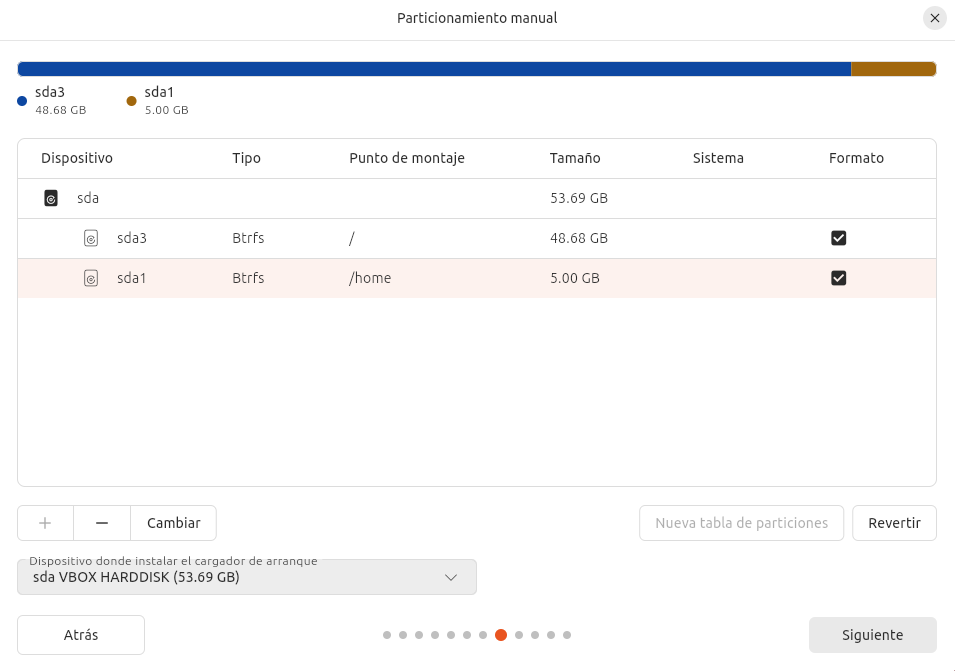 Particionamiento manual
sda3
48.68 GB
sda1
5.00 GB
Dispositivo Tipo Punto de montaje Tamaño Sistema Formato
sda 53.69 GB
sda3 Btrfs / 48.68 GB
sda1 Btrfs /home 5.00 GB
Cambiar Nueva tabla de particiones Revertir
Dispositivo donde instalar el cargador de arranque
sda VBOX HARDDISK (53.69 GB)
Atrás Siguiente